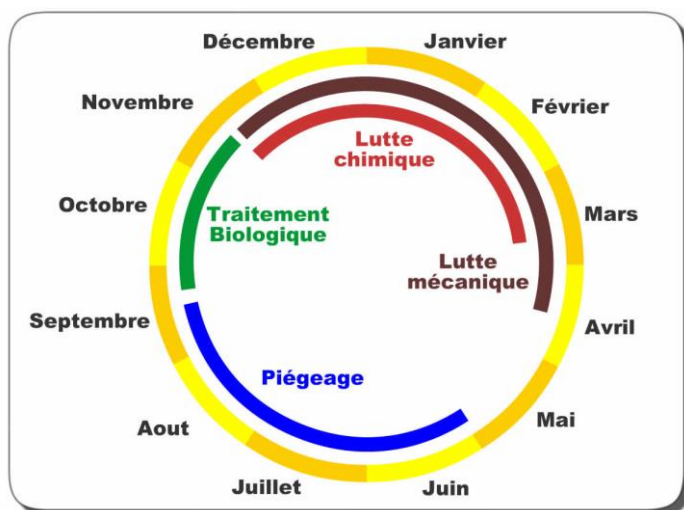 Décembre
Janvier
Novembre
Février
Lutte
chimique
Octobre
Traitement
Biologique
Mars
Lutte
mécanique
Septembre
Avril
Piégeage
Aout
Mai
Juillet
Juin